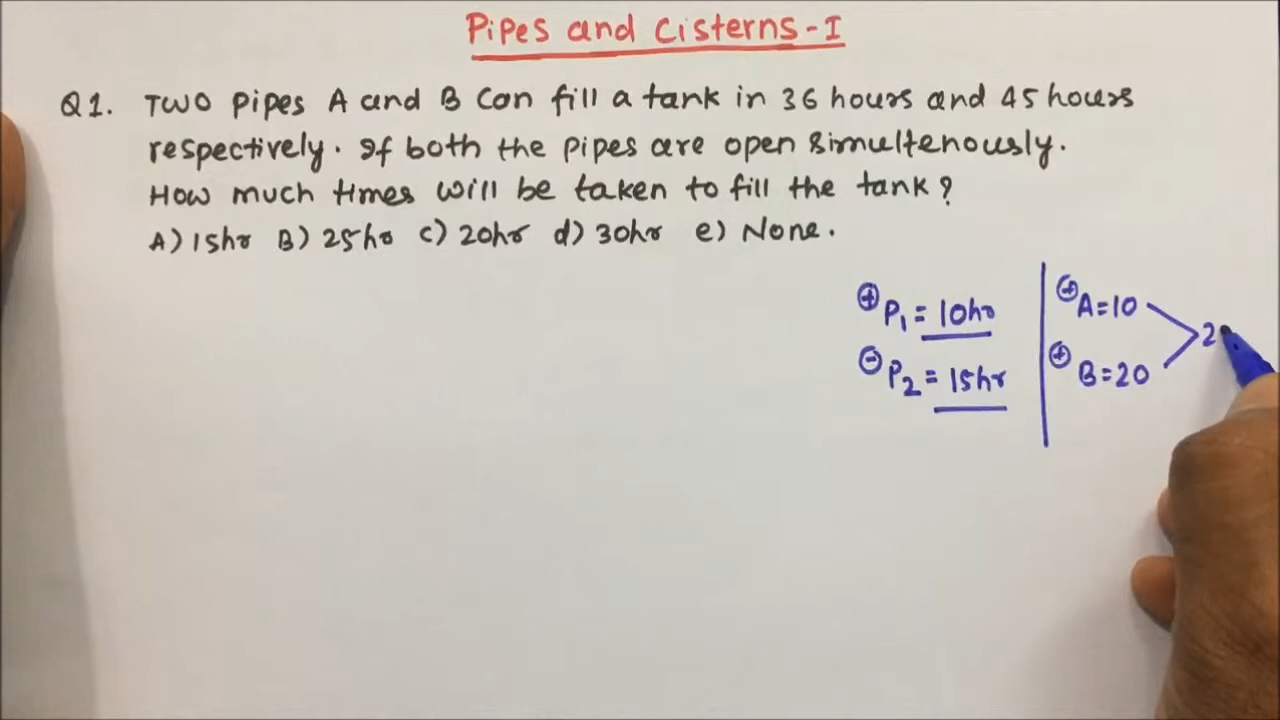 Pipes and Cisterns-I
Q1. Two pipes A and B Can fill a tank in 36 hours and 45 hours
respectively. If both the pipes are open simultenously.
How much times will be taken to fill the tank?
A) 15hr B) 25hr c) 20hr d) 30hr e) None.
+ P1 = 10hr
- P2 = 15hr
+ A=10
+ B=20
2